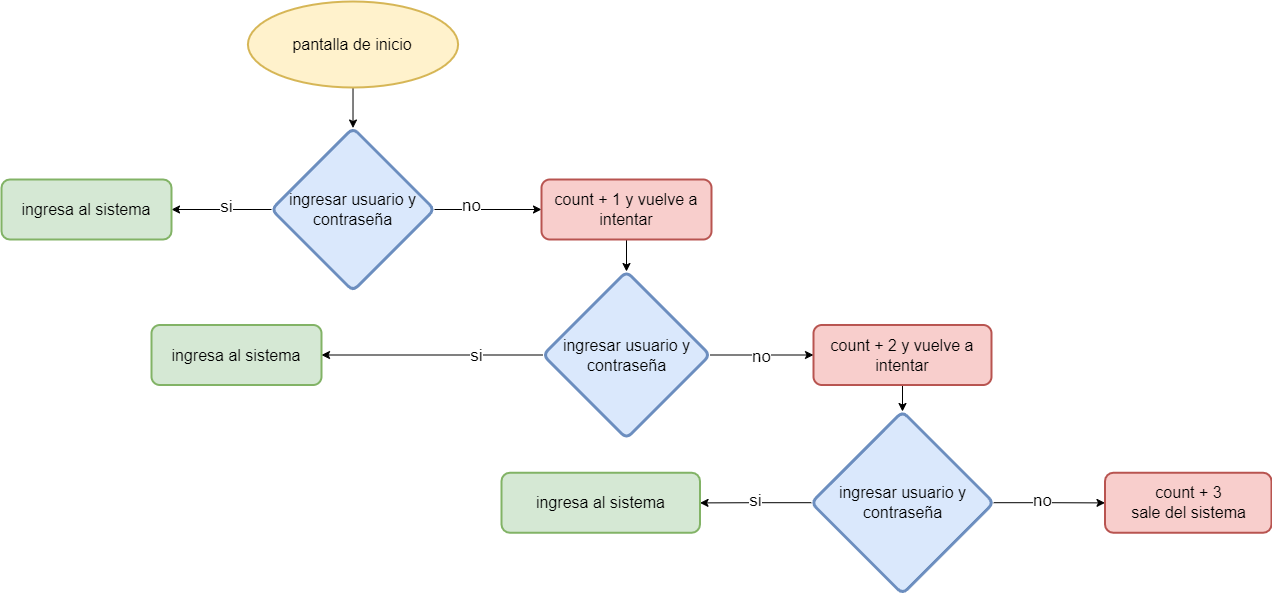 pantalla de inicio
ingresa al sistema
si
ingresar usuario y
contraseña
no
count + 1 y vuelve a
intentar
ingresa al sistema
si
ingresar usuario y
contraseña
no
count + 2 y vuelve a
intentar
ingresa al sistema
si
ingresar usuario y
contraseña
no
count + 3
sale del sistema